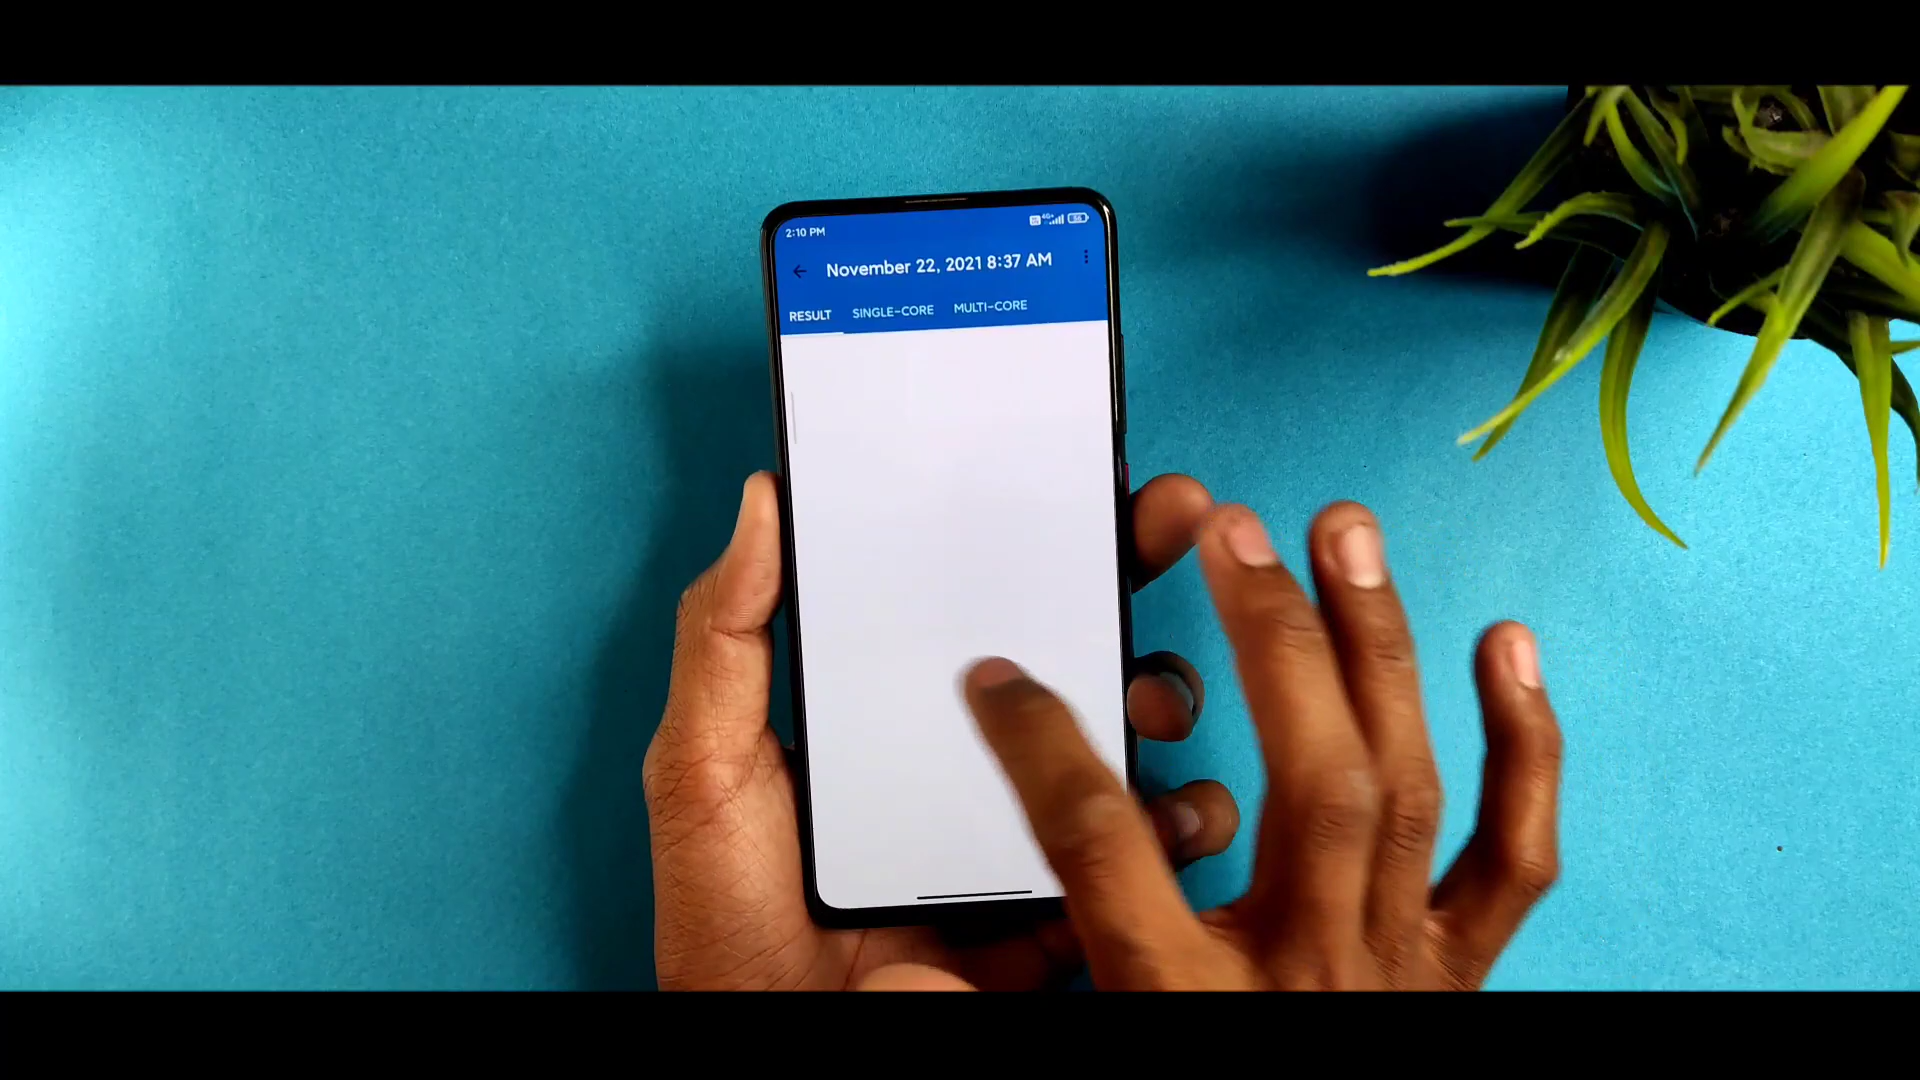 2:10 PM
November 22, 2021 8:37 AM
RESULT SINGLE-CORE MULTI-CORE